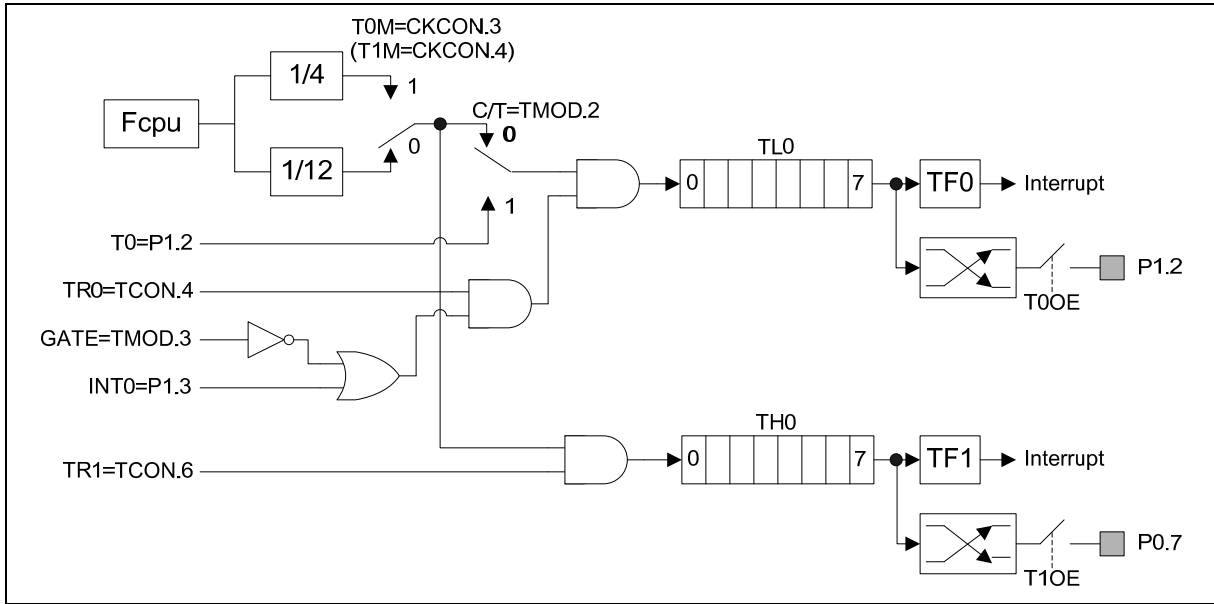 T0M=CKCON.3
(T1M=CKCON.4)
1/4
1
Fcpu
C/T=TMOD.2
0
0
1/12
TL0
0
7
TF0
Interrupt
1
T0=P1.2
P1.2
TR0=TCON.4
T0OE
GATE=TMOD.3
INT0=P1.3
TH0
0
7
TF1
Interrupt
TR1=TCON.6
P0.7
T1OE